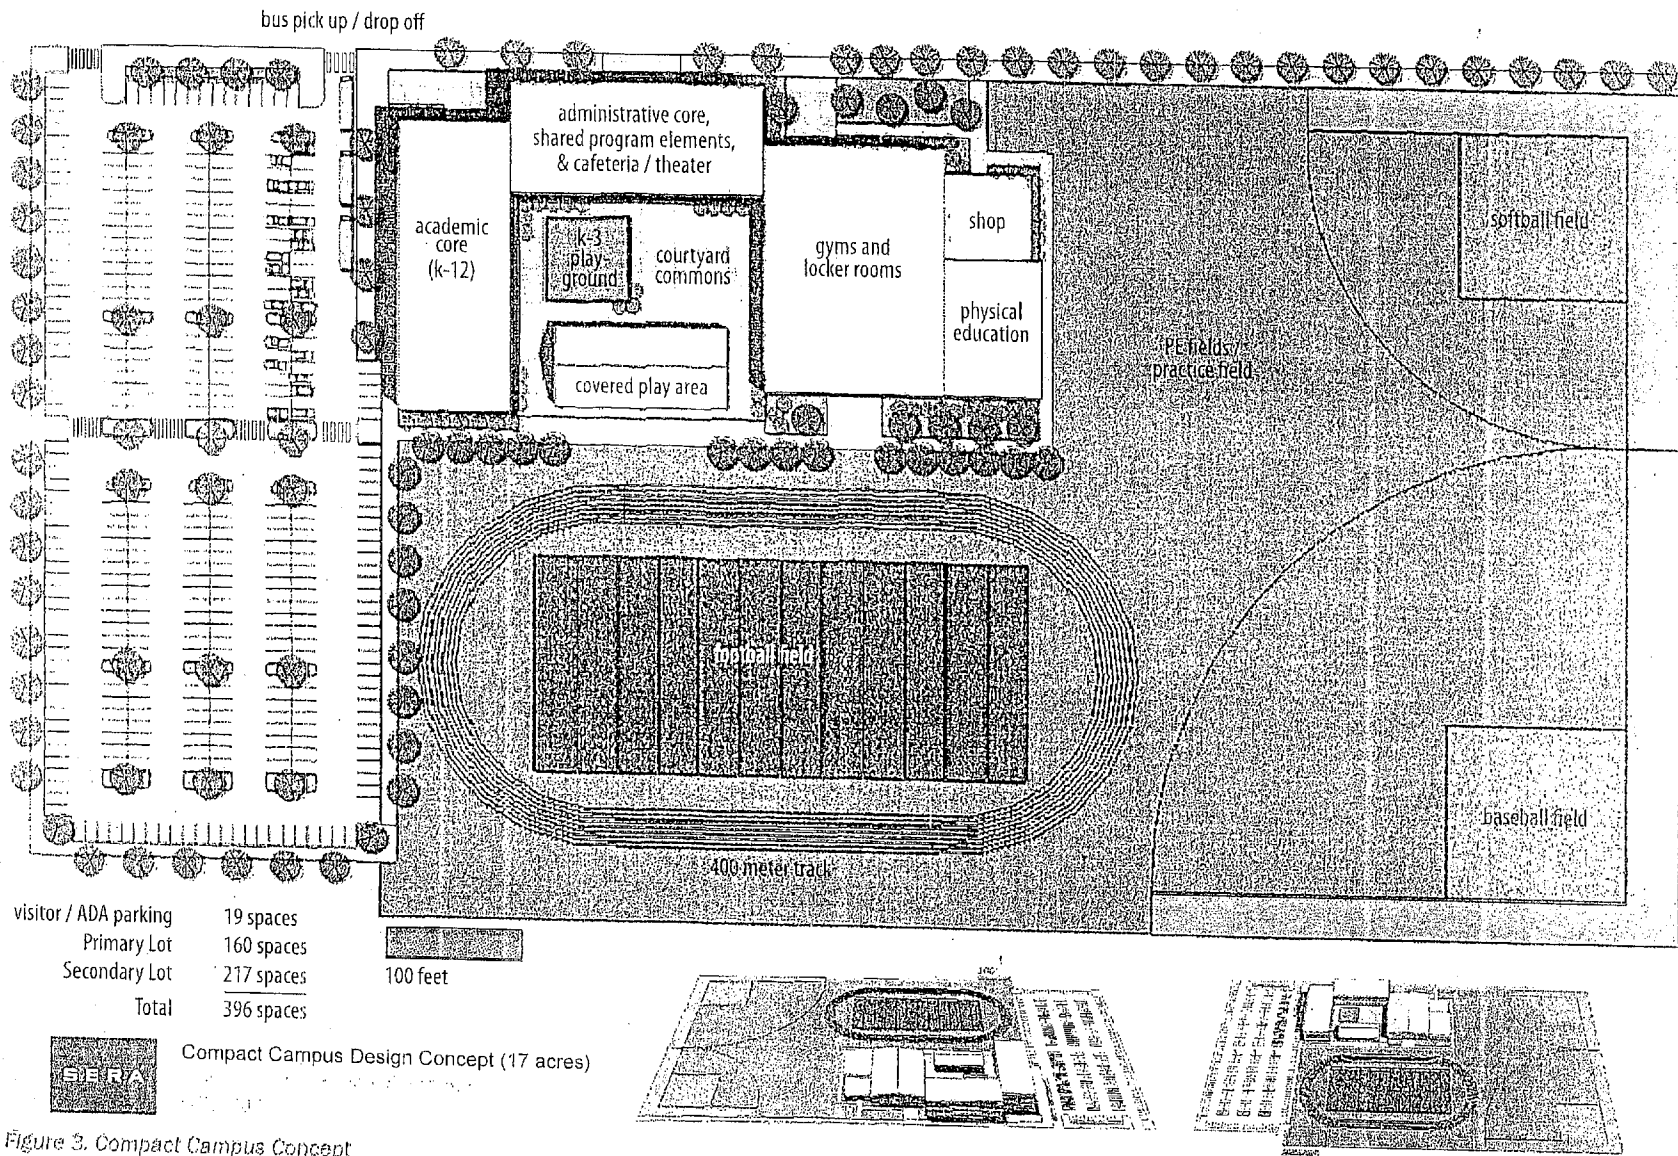 bus pick up / drop off
administrative core,
shared program elements,
& cafeteria / theater
academic
core
(k-12)
k-3
play-
ground
courtyard
commons
covered play area
gyms and
locker rooms
shop
physical
education
softball field
PE fields /
practice field
football field
baseball field
400 meter track
visitor / ADA parking 19 spaces
Primary Lot 160 spaces
Secondary Lot 217 spaces
Total 396 spaces
100 feet
SERA
Compact Campus Design Concept (17 acres)
Figure 3. Compact Campus Concept